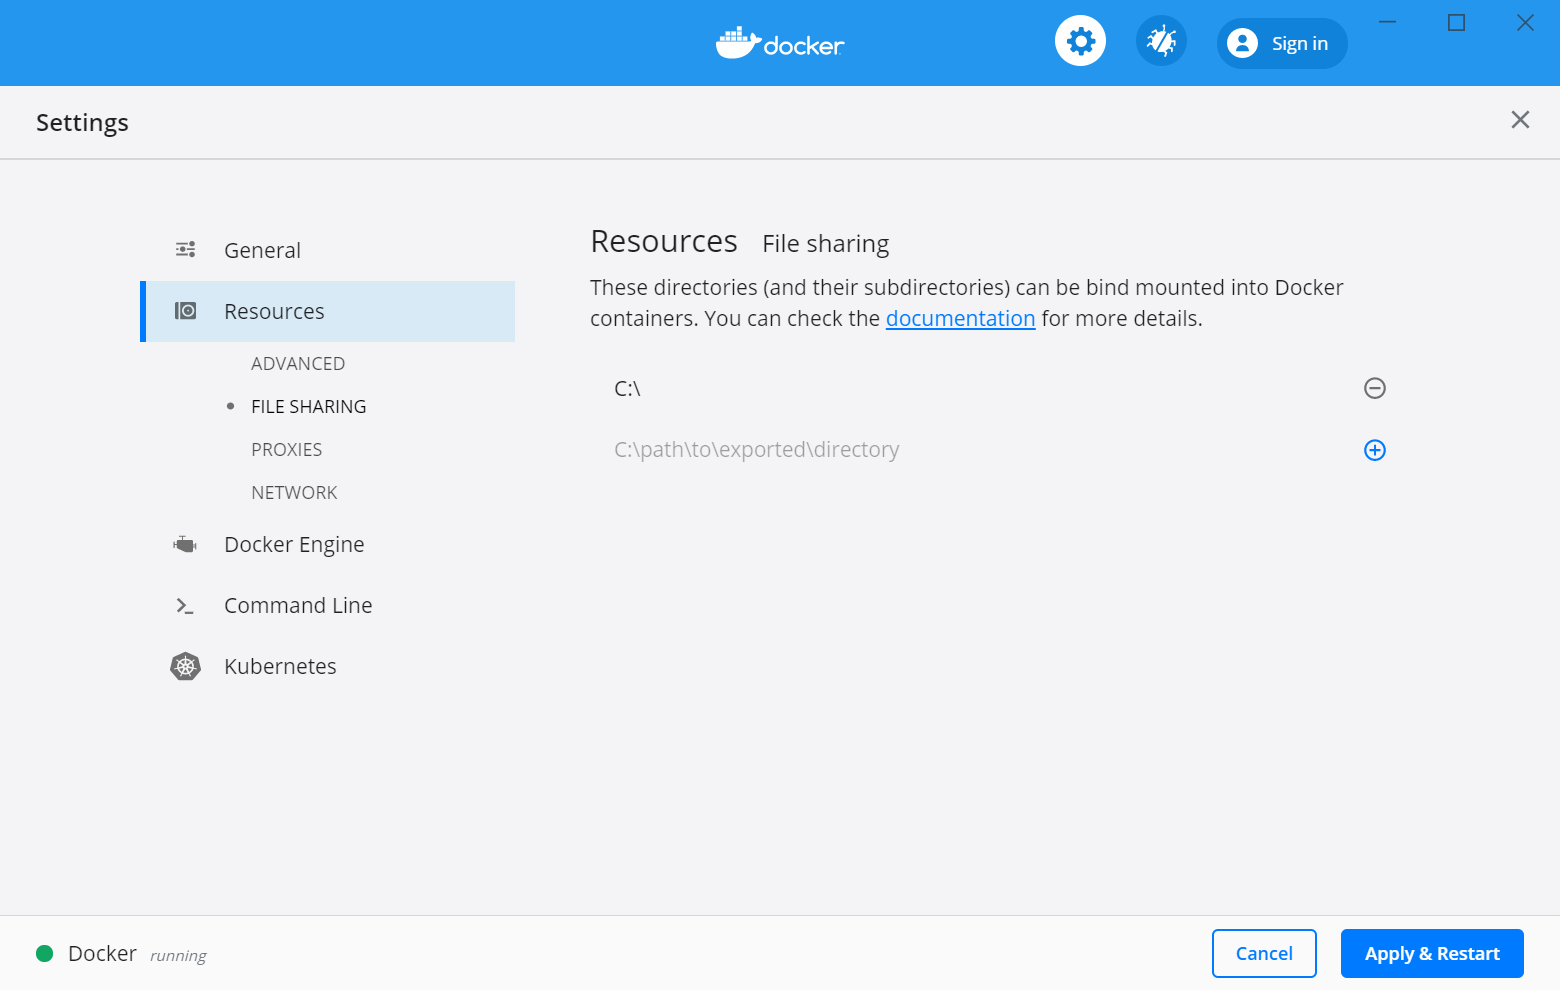 docker
Sign in
Settings
General
Resources
ADVANCED
FILE SHARING
PROXIES
NETWORK
Docker Engine
Command Line
Kubernetes
Resources File sharing
These directories (and their subdirectories) can be bind mounted into Docker
containers. You can check the documentation for more details.
C:\
C:\path\to\exported\directory
Docker running
Cancel
Apply & Restart